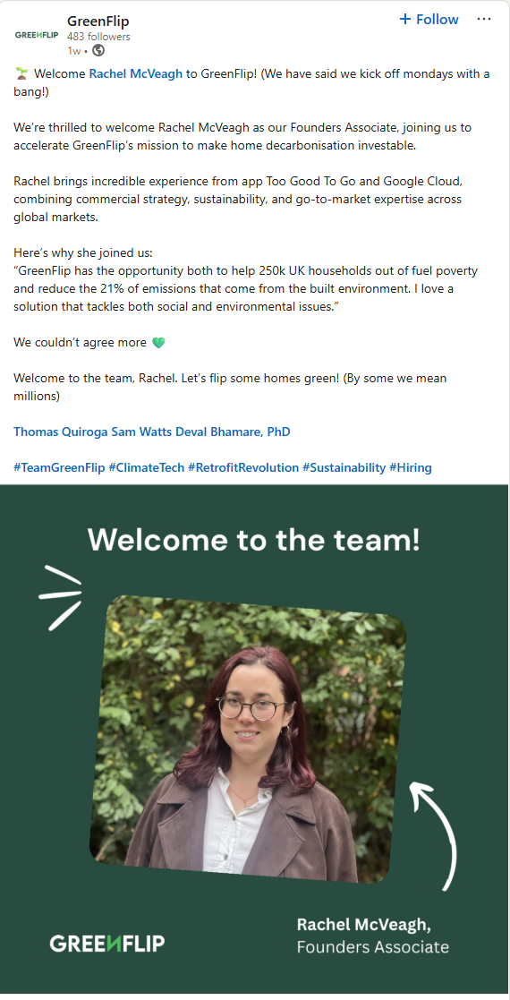 GREENFLIP
GreenFlip
+ Follow ...
483 followers
1w •
🌱 Welcome Rachel McVeagh to GreenFlip! (We have said we kick off mondays with a
bang!)
We’re thrilled to welcome Rachel McVeagh as our Founders Associate, joining us to
accelerate GreenFlip’s mission to make home decarbonisation investable.
Rachel brings incredible experience from app Too Good To Go and Google Cloud,
combining commercial strategy, sustainability, and go-to-market expertise across
global markets.
Here’s why she joined us:
“GreenFlip has the opportunity both to help 250k UK households out of fuel poverty
and reduce the 21% of emissions that come from the built environment. I love a
solution that tackles both social and environmental issues.”
We couldn’t agree more 💚
Welcome to the team, Rachel. Let’s flip some homes green! (By some we mean
millions)
Thomas Quiroga Sam Watts Deval Bhamare, PhD
#TeamGreenFlip #ClimateTech #RetrofitRevolution #Sustainability #Hiring
Welcome to the team!
Rachel McVeagh,
Founders Associate
GREENFLIP